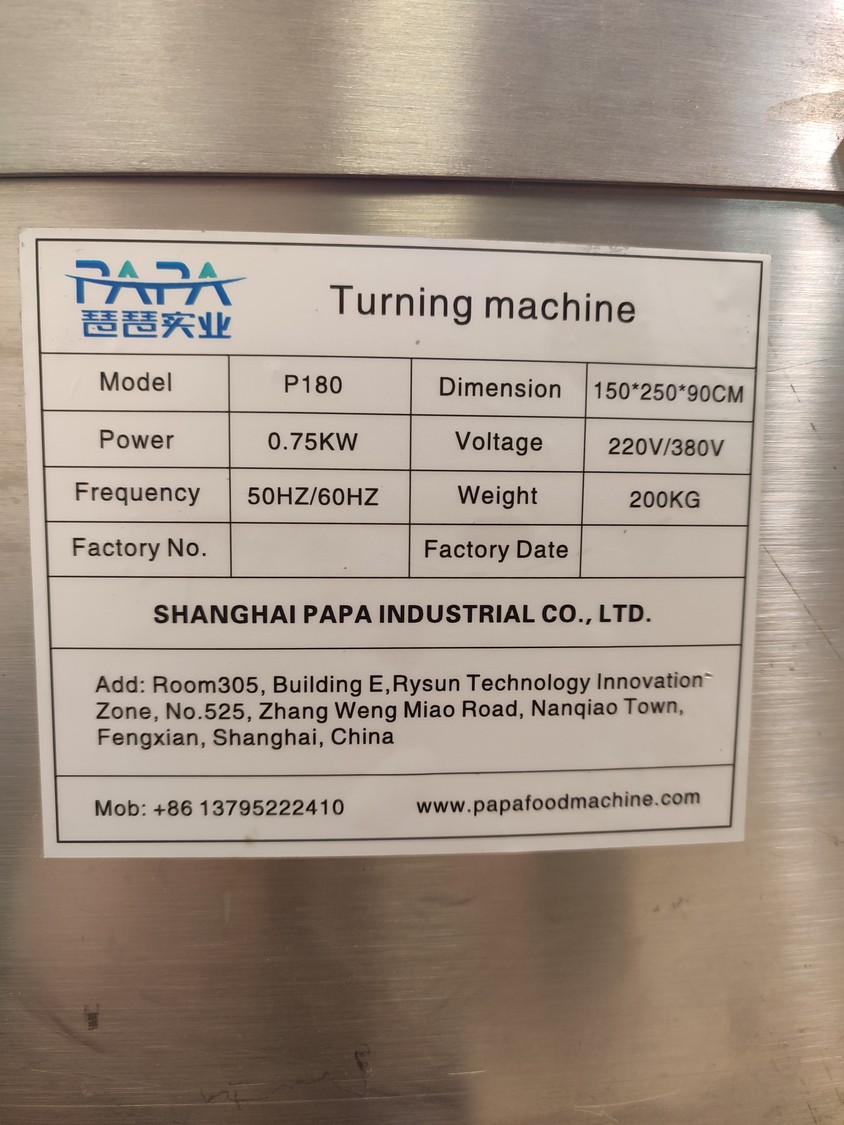 PAPA
琶琶实业
Turning machine
Model P180 Dimension 150*250*90CM
Power 0.75KW Voltage 220V/380V
Frequency 50HZ/60HZ Weight 200KG
Factory No. Factory Date
SHANGHAI PAPA INDUSTRIAL CO., LTD.
Add: Room305, Building E,Rysun Technology Innovation
Zone, No.525, Zhang Weng Miao Road, Nanqiao Town,
Fengxian, Shanghai, China
Mob: +86 13795222410 www.papafoodmachine.com